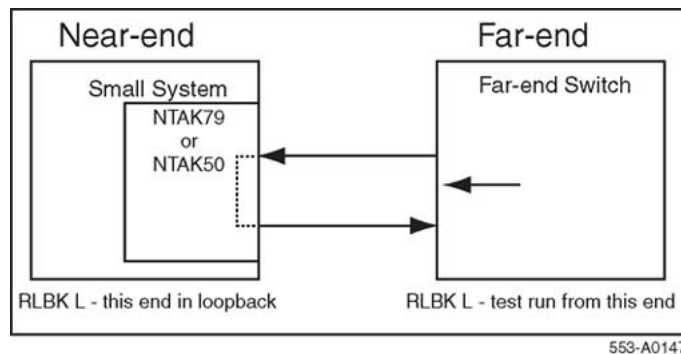 Near-end
Far-end
Small System
NTAK79
or
NTAK50
Far-end Switch
RLBK L - this end in loopback
RLBK L - test run from this end
553-A0147